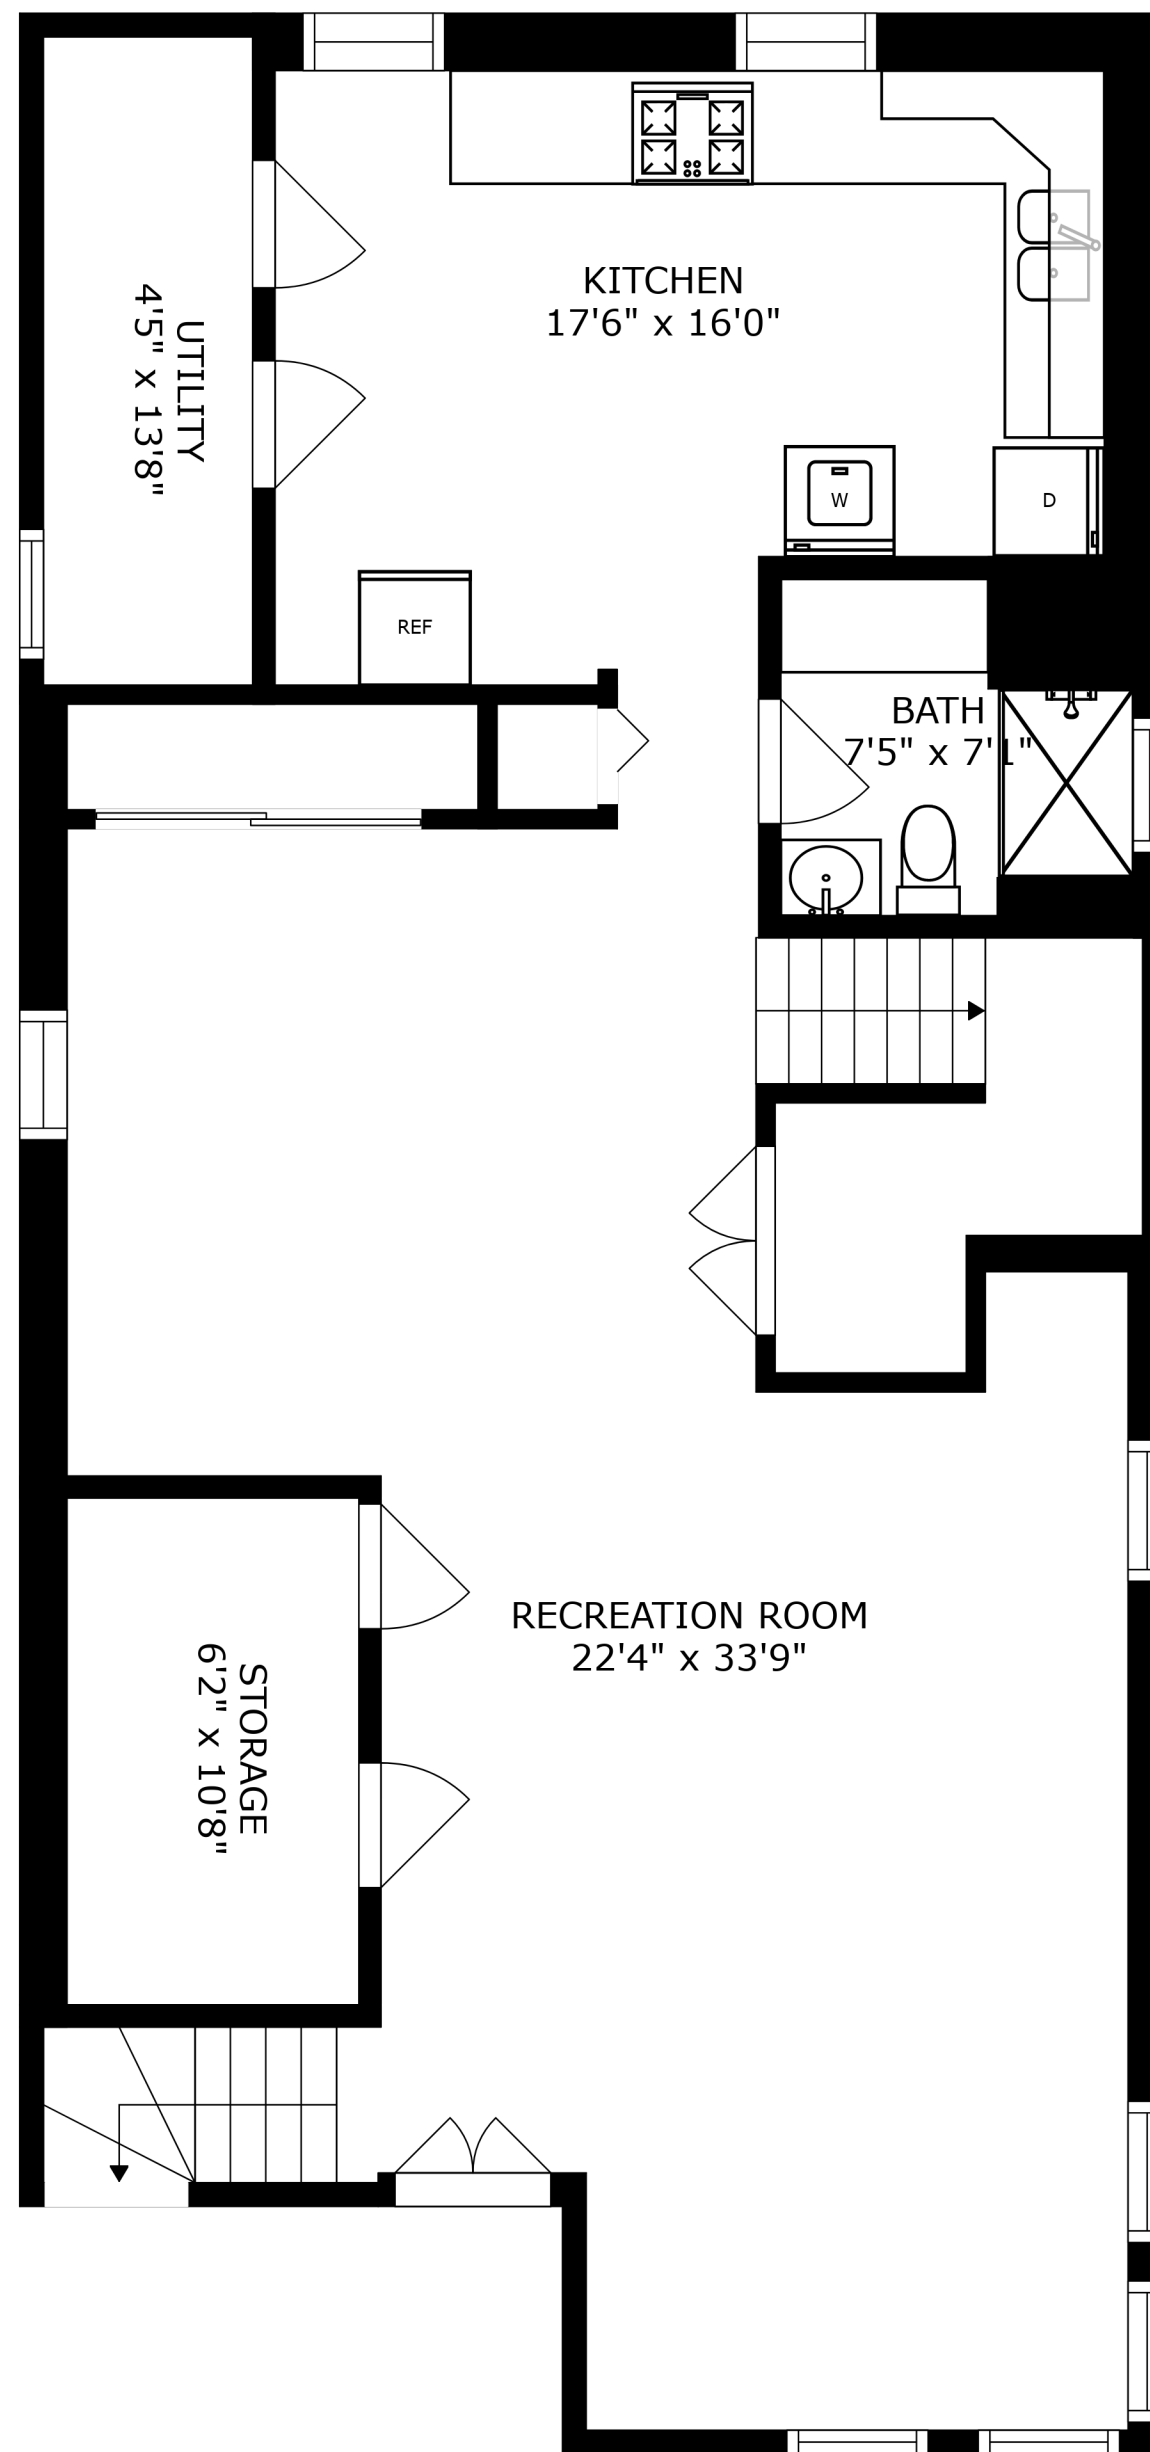 KITCHEN
17'6" x 16'0"
UTILITY
4'5" x 13'8"
W
D
REF
BATH
7'5" x 7'1"
RECREATION ROOM
22'4" x 33'9"
STORAGE
6'2" x 10'8"